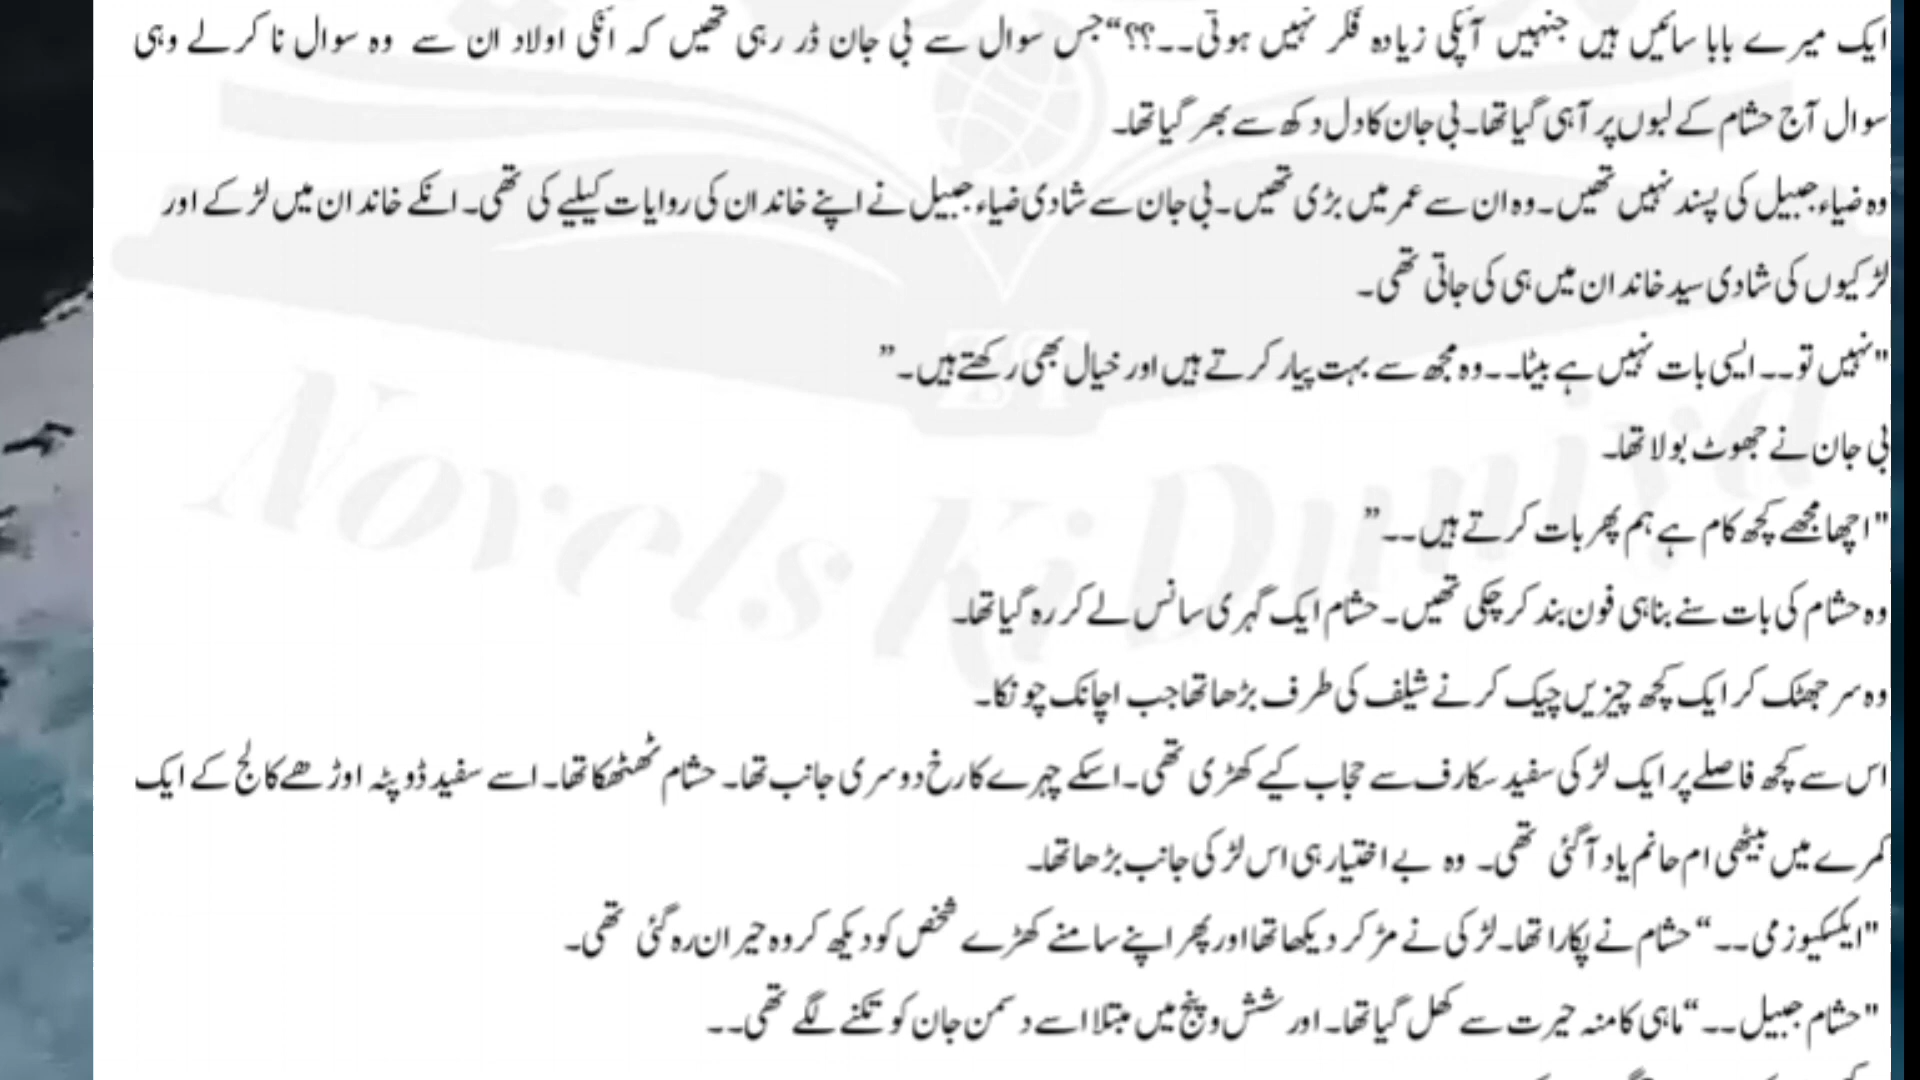 ایک میرے بابا سائیں ہیں جنہیں آپکی زیادہ فکر نہیں ہوتی۔۔؟؟“جس سوال سے بی جان ڈر رہی تھیں کہ انکی اولاد ان سے وہ سوال نا کرلے وہی
سوال آج حشام کے لبوں پر آہی گیا تھا۔بی جان کا دل دکھ سے بھر گیا تھا۔
وہ ضیاء جبیل کی پسند نہیں تھیں۔وہ ان سے عمر میں بڑی تھیں۔بی جان سے شادی ضیاء جبیل نے اپنے خاندان کی روایات کیلیے کی تھی۔انکے خاندان میں لڑکے اور
لڑکیوں کی شادی سید خاندان میں ہی کی جاتی تھی۔
"نہیں تو۔۔ایسی بات نہیں ہے بیٹا۔۔وہ مجھ سے بہت پیار کرتے ہیں اور خیال بھی رکھتے ہیں۔”
بی جان نے جھوٹ بولا تھا۔
"اچھا مجھے کچھ کام ہے ہم پھر بات کرتے ہیں۔۔”
وہ حشام کی بات سنے بنا ہی فون بند کر چکی تھیں۔حشام ایک گہری سانس لے کر رہ گیا تھا۔
وہ سر جھٹک کر ایک کچھ چیزیں چیک کرنے شیلف کی طرف بڑھا تھا جب اچانک چونکا۔
اس سے کچھ فاصلے پر ایک لڑکی سفید سکارف سے حجاب کیے کھڑی تھی۔اسکے چہرے کا رخ دوسری جانب تھا۔ حشام ٹھٹھکا تھا۔اسے سفید ڈوپٹہ اوڑھے کالج کے ایک
کمرے میں بیٹھی ام حانم یاد آگئی تھی۔ وہ بے اختیار ہی اس لڑکی جانب بڑھا تھا۔
"ایکسکیوزمی۔۔“حشام نے پکارا تھا۔لڑکی نے مڑ کر دیکھا تھا اور پھر اپنے سامنے کھڑے شخص کو دیکھ کر وہ حیران رہ گئی تھی۔
"حشام جبیل۔۔“ماہی کا منہ حیرت سے کھل گیا تھا۔اور شش و پنج میں مبتلا اسے دسمن جان کو تکنے لگے تھی۔۔
Novels Ki Duniya